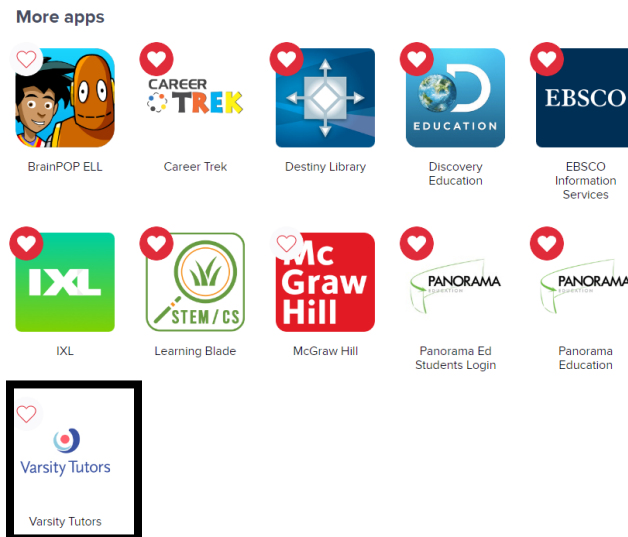 More apps
CAREER
TREK
EDUCATION
EBSCO
BrainPOP ELL
Career Trek
Destiny Library
Discovery
Education
EBSCO
Information
Services
IXL
STEM/CS
Mc
Graw
Hill
PANORAMA
EDUCATION
PANORAMA
EDUCATION
IXL
Learning Blade
McGraw Hill
Panorama Ed
Students Login
Panorama
Education
Varsity Tutors
Varsity Tutors